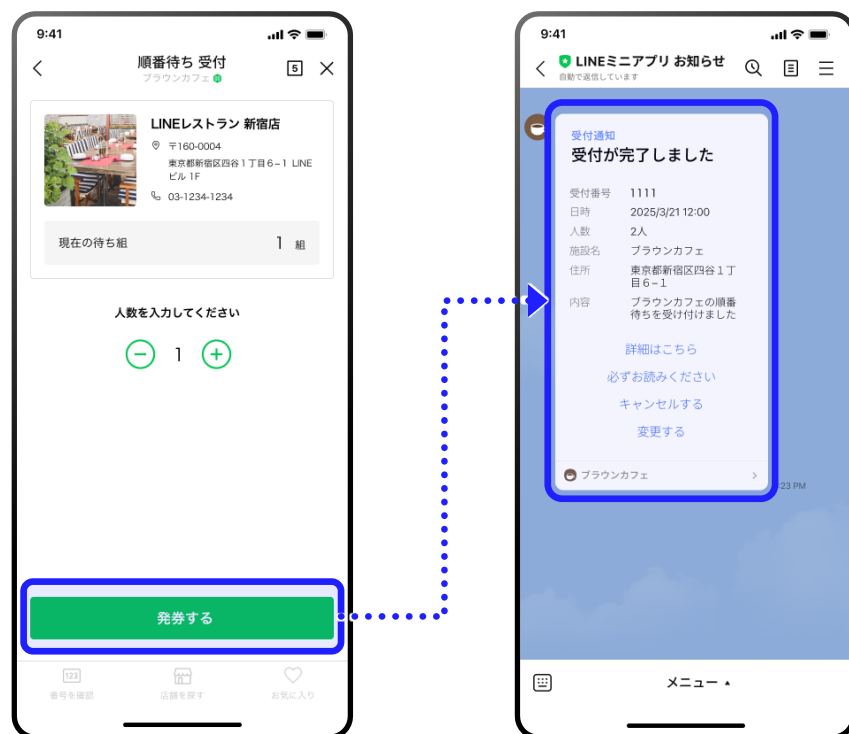 9:41
順番待ち 受付
ブラウンカフェ
5
LINEレストラン 新宿店
〒160-0004
東京都新宿区四谷1丁目6−1 LINE
ビル 1F
03-1234-1234
現在の待ち組
1 組
人数を入力してください
1
発券する
123
番号を確認
店舗を探す
お気に入り
9:41
LINEミニアプリ お知らせ
自動で返信しています
受付通知
受付が完了しました
受付番号 1111
日時 2025/3/21 12:00
人数 2人
施設名 ブラウンカフェ
住所 東京都新宿区四谷1丁
目6−1
内容 ブラウンカフェの順番
待ちを受け付けました
詳細はこちら
必ずお読みください
キャンセルする
変更する
ブラウンカフェ
:23 PM
メニュー